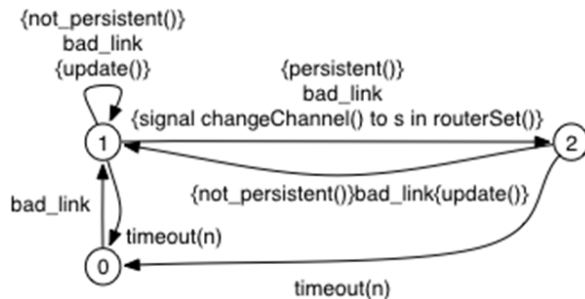 {not_persistent()}
bad_link
{update()}
{persistent()}
bad_link
{signal changeChannel() to s in routerSet()}
1
2
{not_persistent()}bad_link{update()}
bad_link
timeout(n)
0
timeout(n)